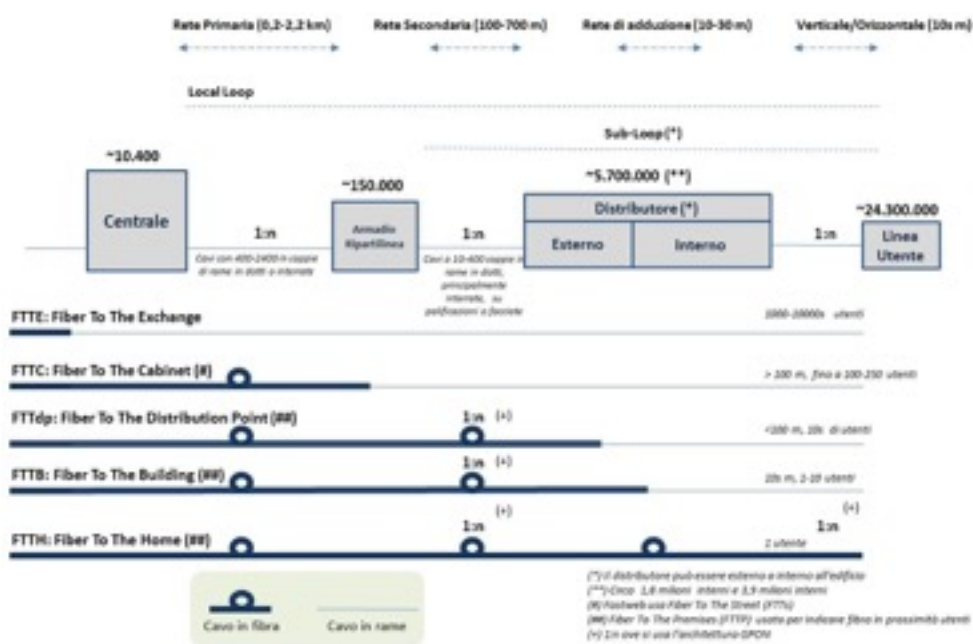 Rete Primaria (0,2-2,2 km)
Rete Secondaria (100-700 m)
Rete di adduzione (10-30 m)
Verticale/Orizzontale (10s m)
Local Loop
Sub-Loop (*)
~10.400
~150.000
~5.700.000 (**)
~24.300.000
Centrale
Armadio
Ripartilinea
Distributore (*)
Esterno
Interno
Linea
Utente
1:n
1:n
1:n
Cavi con 400-2400 in coppie
di rame in dotti o interrate
Cavi a 10-400 coppie in
rame in dotti,
principalmente
interrate, su
palificazioni o facciate
FTTE: Fiber To The Exchange
1000-10000s utenti
FTTC: Fiber To The Cabinet (#)
> 100 m, fino a 100-250 utenti
FTTdp: Fiber To The Distribution Point (##)
1:n (+)
<100 m, 10s di utenti
FTTB: Fiber To The Building (##)
1:n (+)
10s m, 1-10 utenti
FTTH: Fiber To The Home (##)
1:n (+)
1:n (+)
1 utente
Cavo in fibra
Cavo in rame
(*) Il distributore può essere esterno o interno all'edificio
(**) Circa 1,8 milioni interni e 3,9 milioni interni
(#) Fastweb usa Fiber To The Street (FTTs)
(##) Fiber To The Premises (FTTP) usato per indicare fibra in prossimità utenti
(+) 1:n ove si usa l'architettura GPON